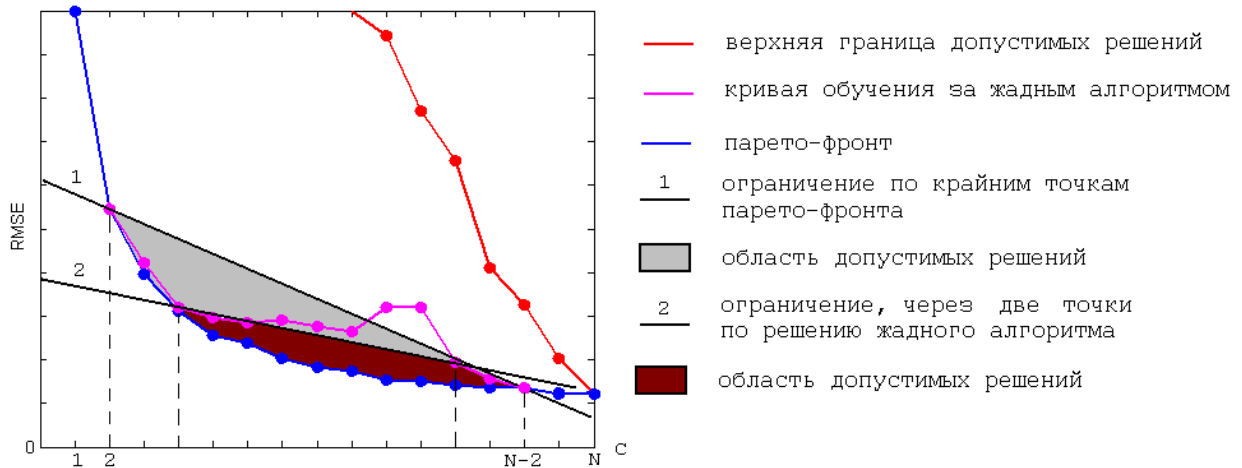 RMSE
1
2
0
1
2
N-2
N
C
верхняя граница допустимых решений
кривая обучения за жадным алгоритмом
парето-фронт
1
ограничение по крайним точкам
парето-фронта
область допустимых решений
2
ограничение, через две точки
по решению жадного алгоритма
область допустимых решений